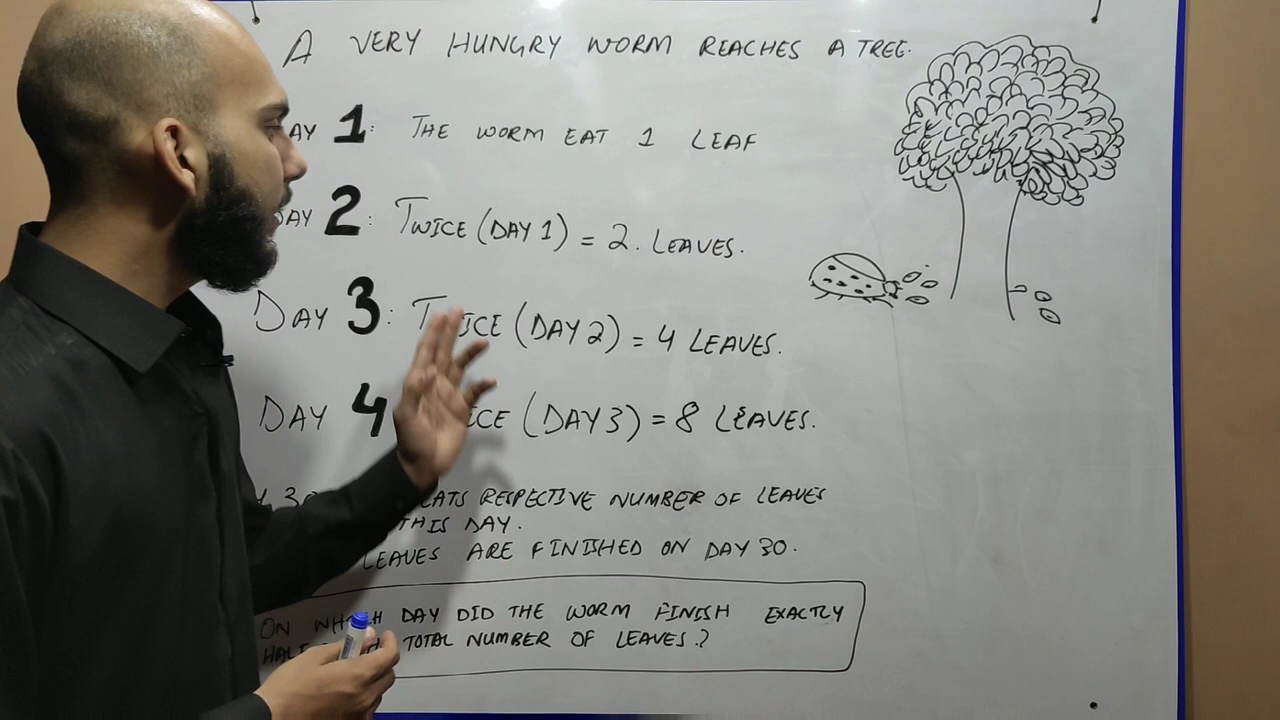 A VERY HUNGRY WORM REACHES A TREE.
AY 1: THE WORM EAT 1 LEAF
DAY 2: TWICE (DAY 1) = 2. LEAVES.
DAY 3: TWICE (DAY 2) = 4 LEAVES.
DAY 4 (DAY 3) = 8 LEAVES.
30 EATS RESPECTIVE NUMBER OF LEAVES
THIS DAY.
LEAVES ARE FINISHED ON DAY 30.
ON WHICH DAY DID THE WORM FINISH EXACTLY
HALF TOTAL NUMBER OF LEAVES?